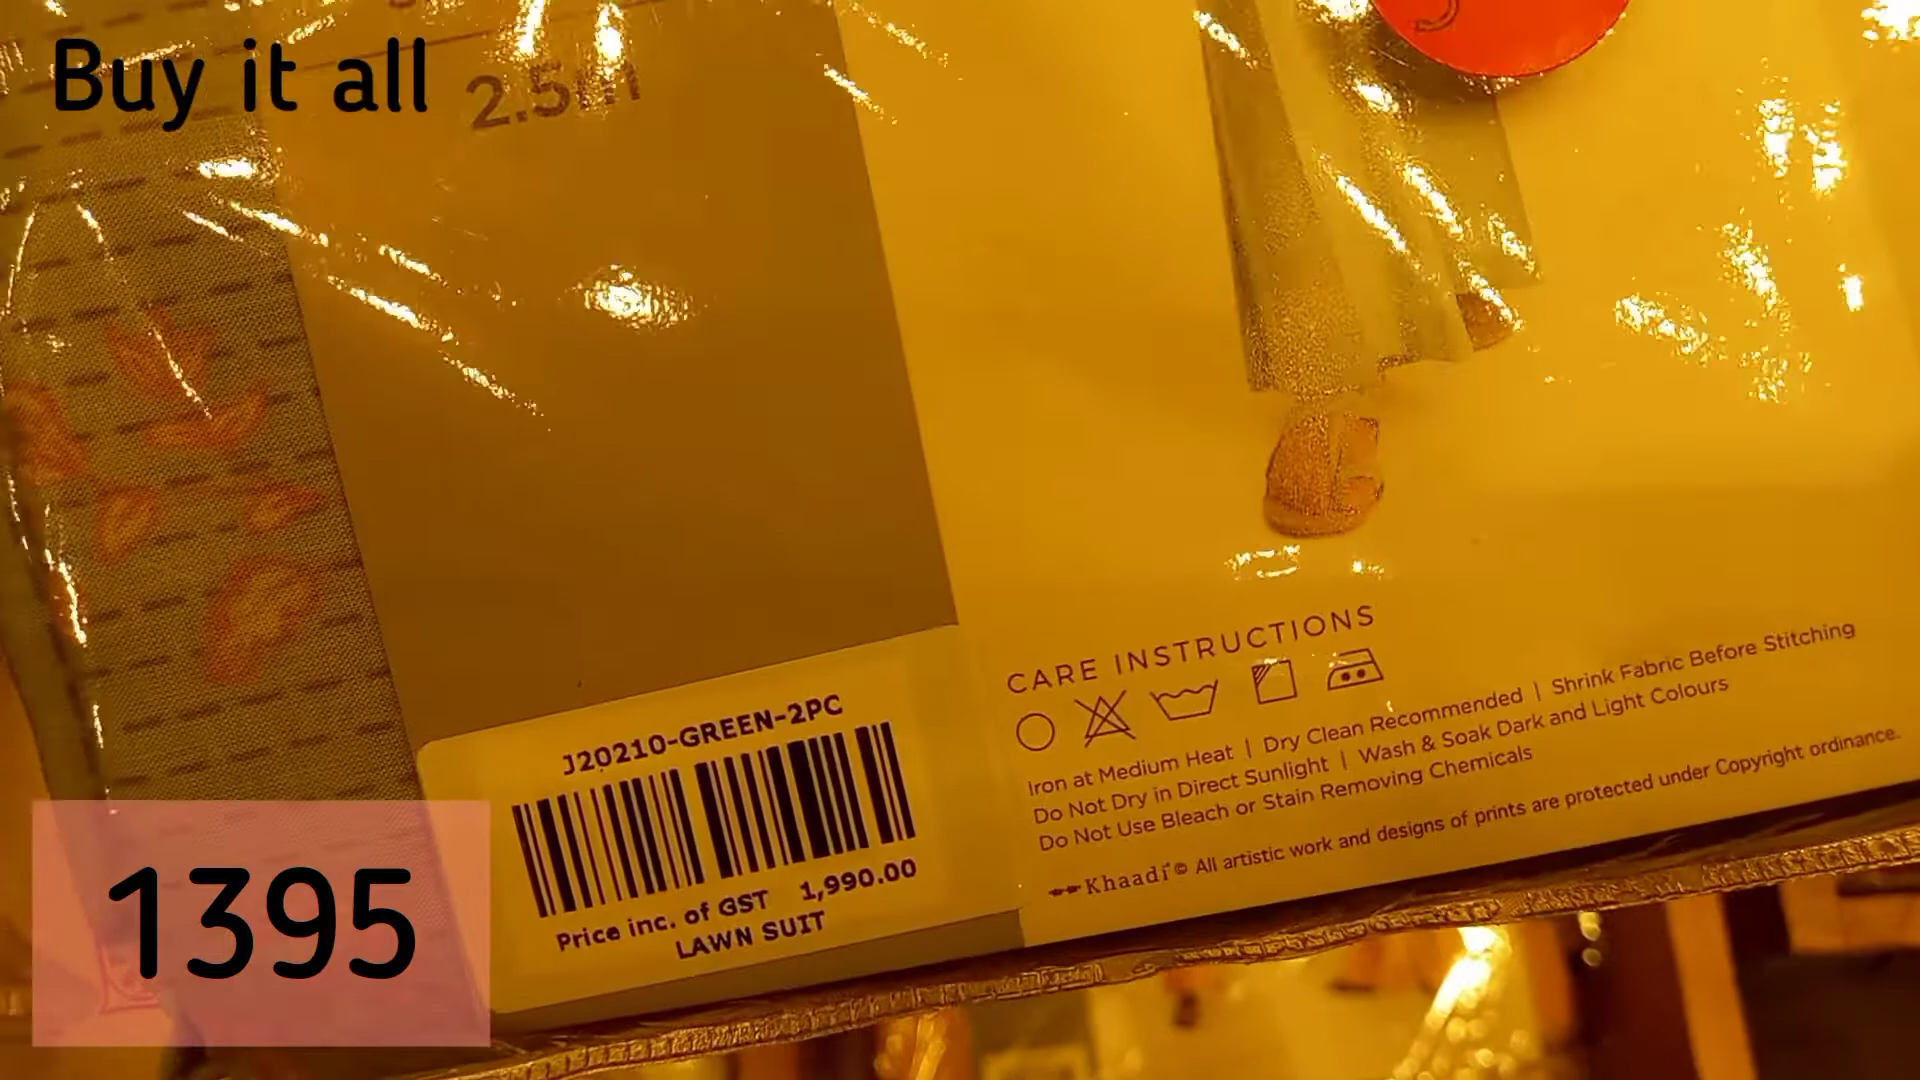 Buy it all
2.5m
CARE INSTRUCTIONS
Iron at Medium Heat | Dry Clean Recommended | Shrink Fabric Before Stitching
Do Not Dry in Direct Sunlight | Wash & Soak Dark and Light Colours
Do Not Use Bleach or Stain Removing Chemicals
Khaadi© All artistic work and designs of prints are protected under Copyright ordinance.
J20210-GREEN-2PC
Price inc. of GST 1,990.00
LAWN SUIT
1395